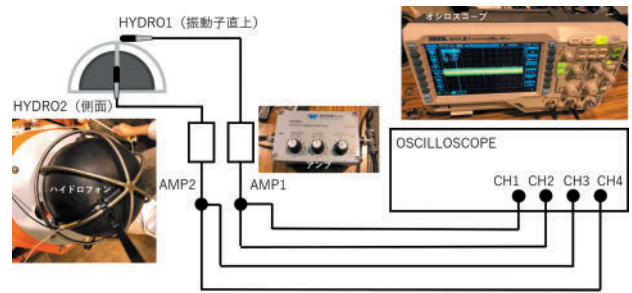 HYDRO1（振動子直上）
オシロスコープ
RIGOL
HYDRO2（側面）
アンプ
ハイドロフォン
AMP2
AMP1
OSCILLOSCOPE
CH1
CH2
CH3
CH4